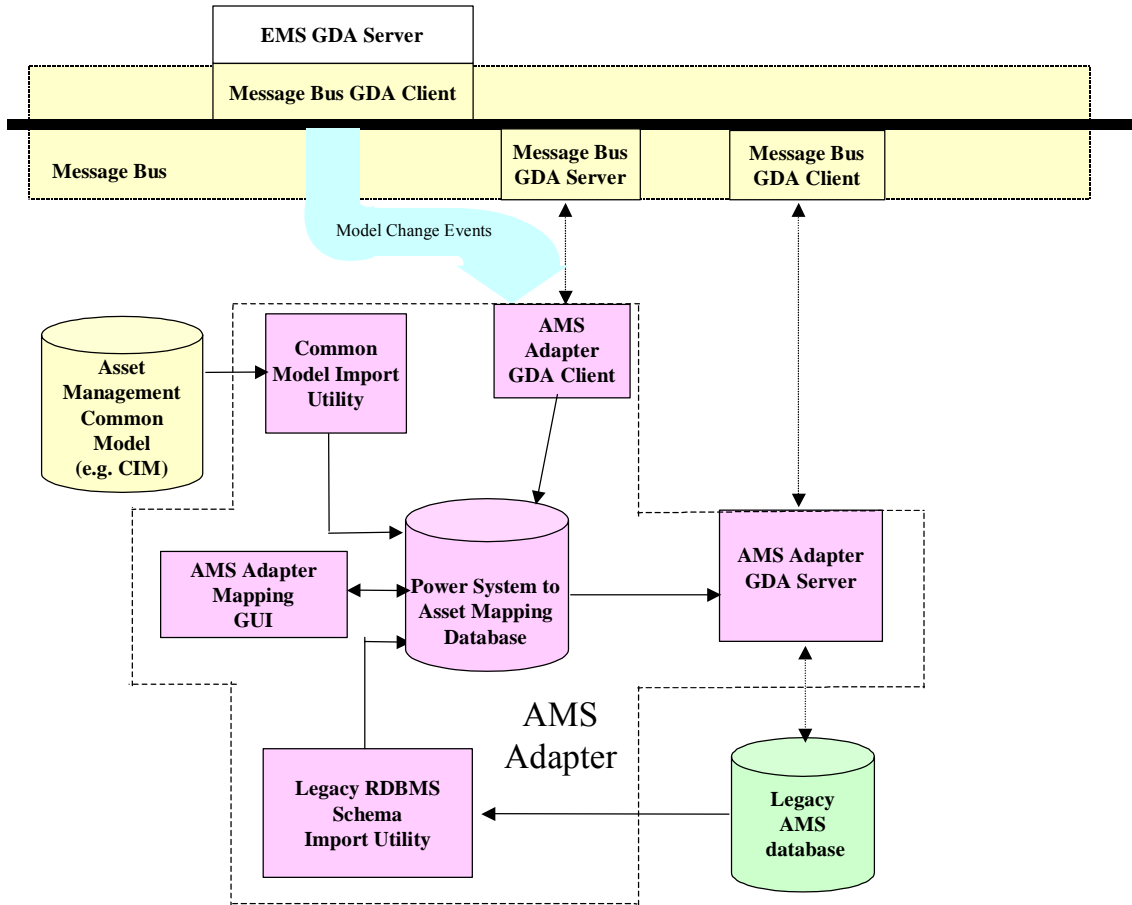 EMS GDA Server
Message Bus GDA Client
Message Bus
Message Bus
GDA Server
Message Bus
GDA Client
Model Change Events
Asset
Management
Common
Model
(e.g. CIM)
Common
Model Import
Utility
AMS
Adapter
GDA Client
AMS Adapter
Mapping
GUI
Power System to
Asset Mapping
Database
AMS Adapter
GDA Server
AMS
Adapter
Legacy RDBMS
Schema
Import Utility
Legacy
AMS
database